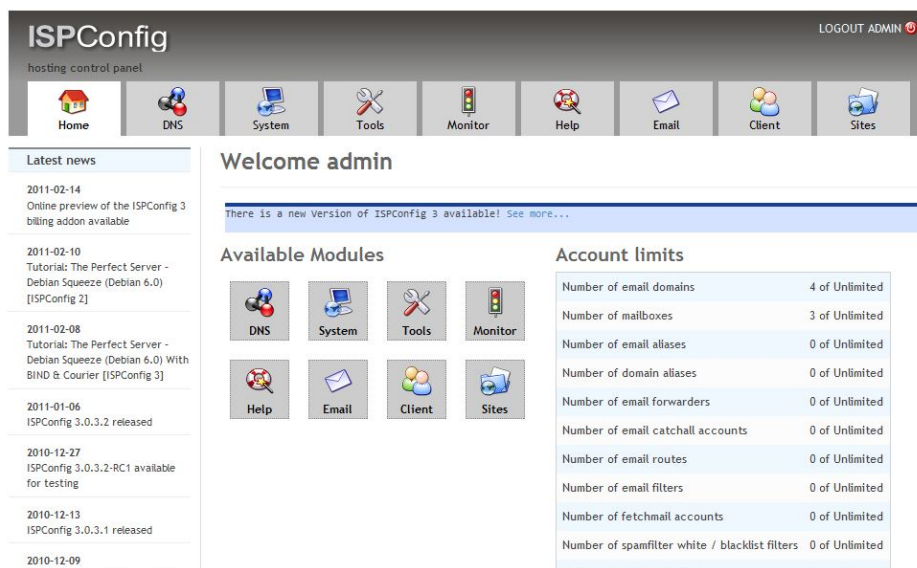 ISPConfig
LOGOUT ADMIN
hosting control panel
Home
DNS
System
Tools
Monitor
Help
Email
Client
Sites
Latest news
2011-02-14
Online preview of the ISPConfig 3
billing addon available
2011-02-10
Tutorial: The Perfect Server -
Debian Squeeze (Debian 6.0)
[ISPConfig 2]
2011-02-08
Tutorial: The Perfect Server -
Debian Squeeze (Debian 6.0) With
BIND & Courier [ISPConfig 3]
2011-01-06
ISPConfig 3.0.3.2 released
2010-12-27
ISPConfig 3.0.3.2-RC1 available
for testing
2010-12-13
ISPConfig 3.0.3.1 released
2010-12-09
Welcome admin
There is a new Version of ISPConfig 3 available! See more...
Available Modules
DNS
System
Tools
Monitor
Help
Email
Client
Sites
Account limits
Number of email domains 4 of Unlimited
Number of mailboxes 3 of Unlimited
Number of email aliases 0 of Unlimited
Number of domain aliases 0 of Unlimited
Number of email forwarders 0 of Unlimited
Number of email catchall accounts 0 of Unlimited
Number of email routes 0 of Unlimited
Number of email filters 0 of Unlimited
Number of fetchmail accounts 0 of Unlimited
Number of spamfilter white / blacklist filters 0 of Unlimited